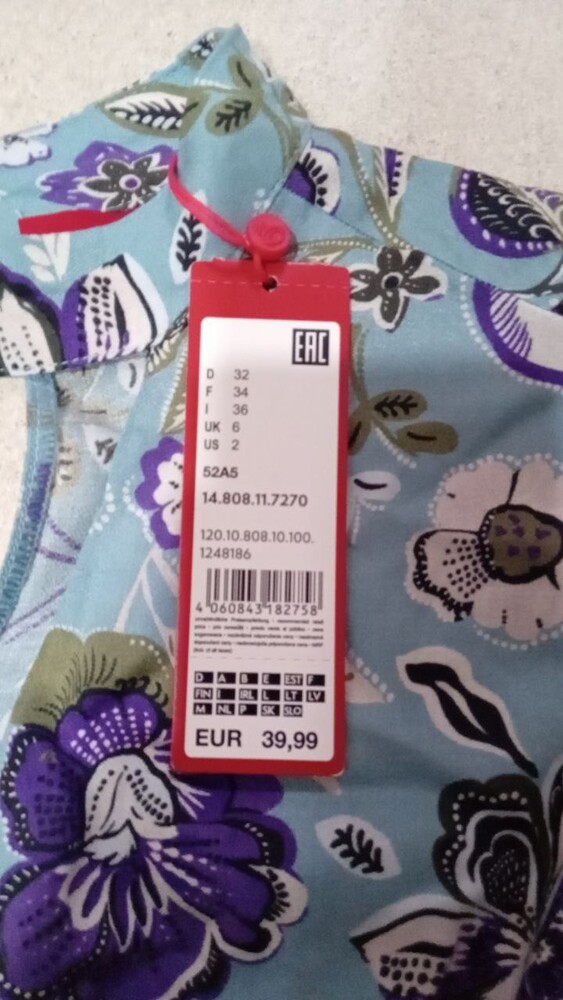 EAC
D 32
F 34
I 36
UK 6
US 2
52A5
14.808.11.7270
120.10.808.10.100.
1248186
4 060843 182758
D A B E EST F
FIN I IRL L LT LV
M NL P SK SLO
EUR 39,99